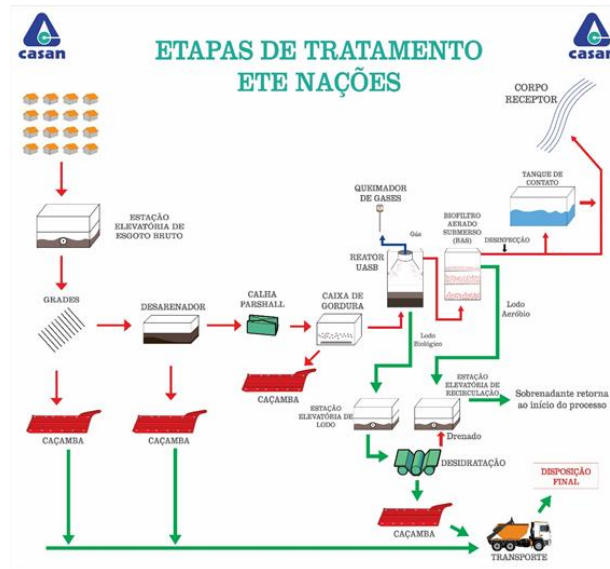 casan
ETAPAS DE TRATAMENTO
ETE NAÇÕES
casan
CORPO
RECEPTOR
ESTAÇÃO
ELEVATÓRIA DE
ESGOTO BRUTO
QUEIMADOR
DE GASES
Gás
REATOR
UASB
BIOFILTRO
AERADO
SUBMERSO (BAS)
DESINFECÇÃO
TANQUE DE
CONTATO
GRADES
DESARENADOR
CALHA
PARSHALL
CAIXA DE
GORDURA
Lodo
Biológico
Lodo
Aeróbio
CAÇAMBA
CAÇAMBA
CAÇAMBA
ESTAÇÃO
ELEVATÓRIA DE
LODO
ESTAÇÃO
ELEVATÓRIA DE
RECIRCULAÇÃO
Sobrenadante retorna
ao início do processo
Drenado
DESIDRATAÇÃO
CAÇAMBA
DISPOSIÇÃO
FINAL
TRANSPORTE